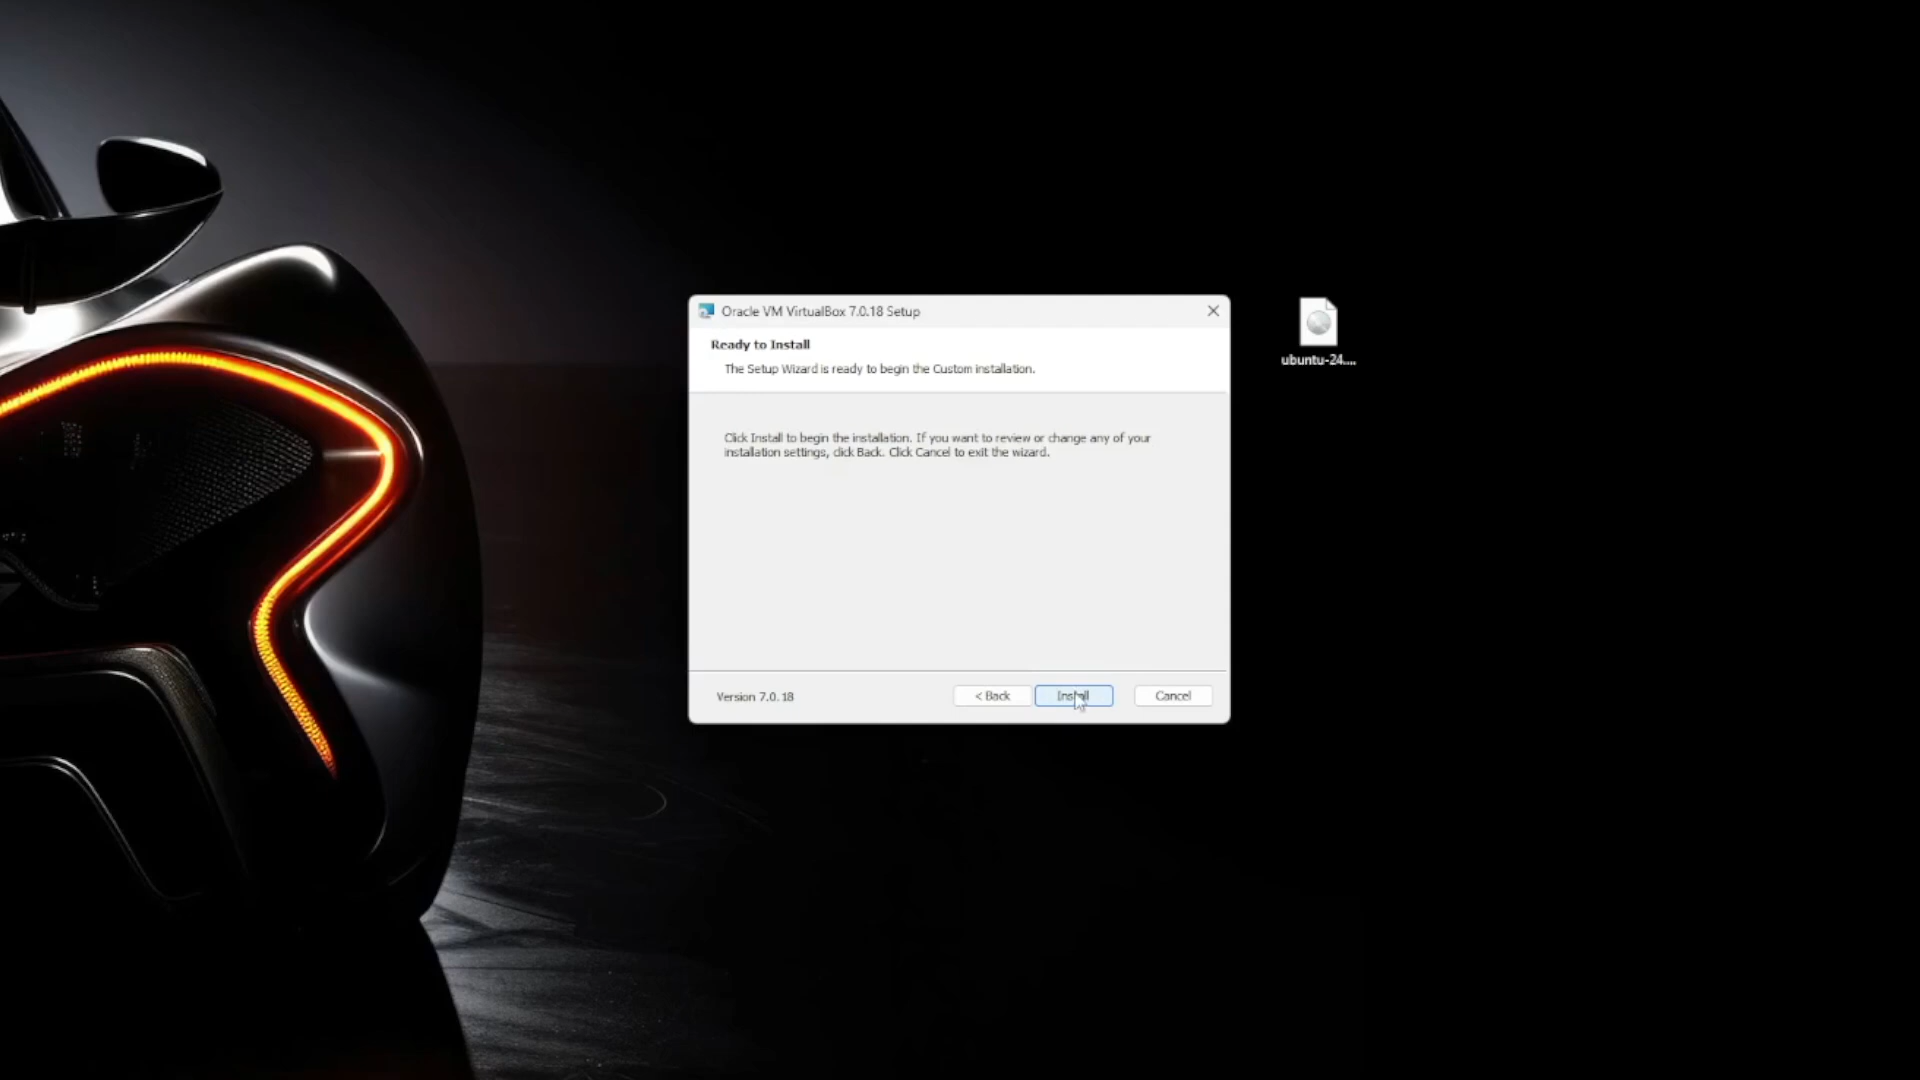 Oracle VM VirtualBox 7.0.18 Setup
Ready to Install
The Setup Wizard is ready to begin the Custom installation.
Click Install to begin the installation. If you want to review or change any of your
installation settings, click Back. Click Cancel to exit the wizard.
Version 7.0.18
< Back
Install
Cancel
ubuntu-24....